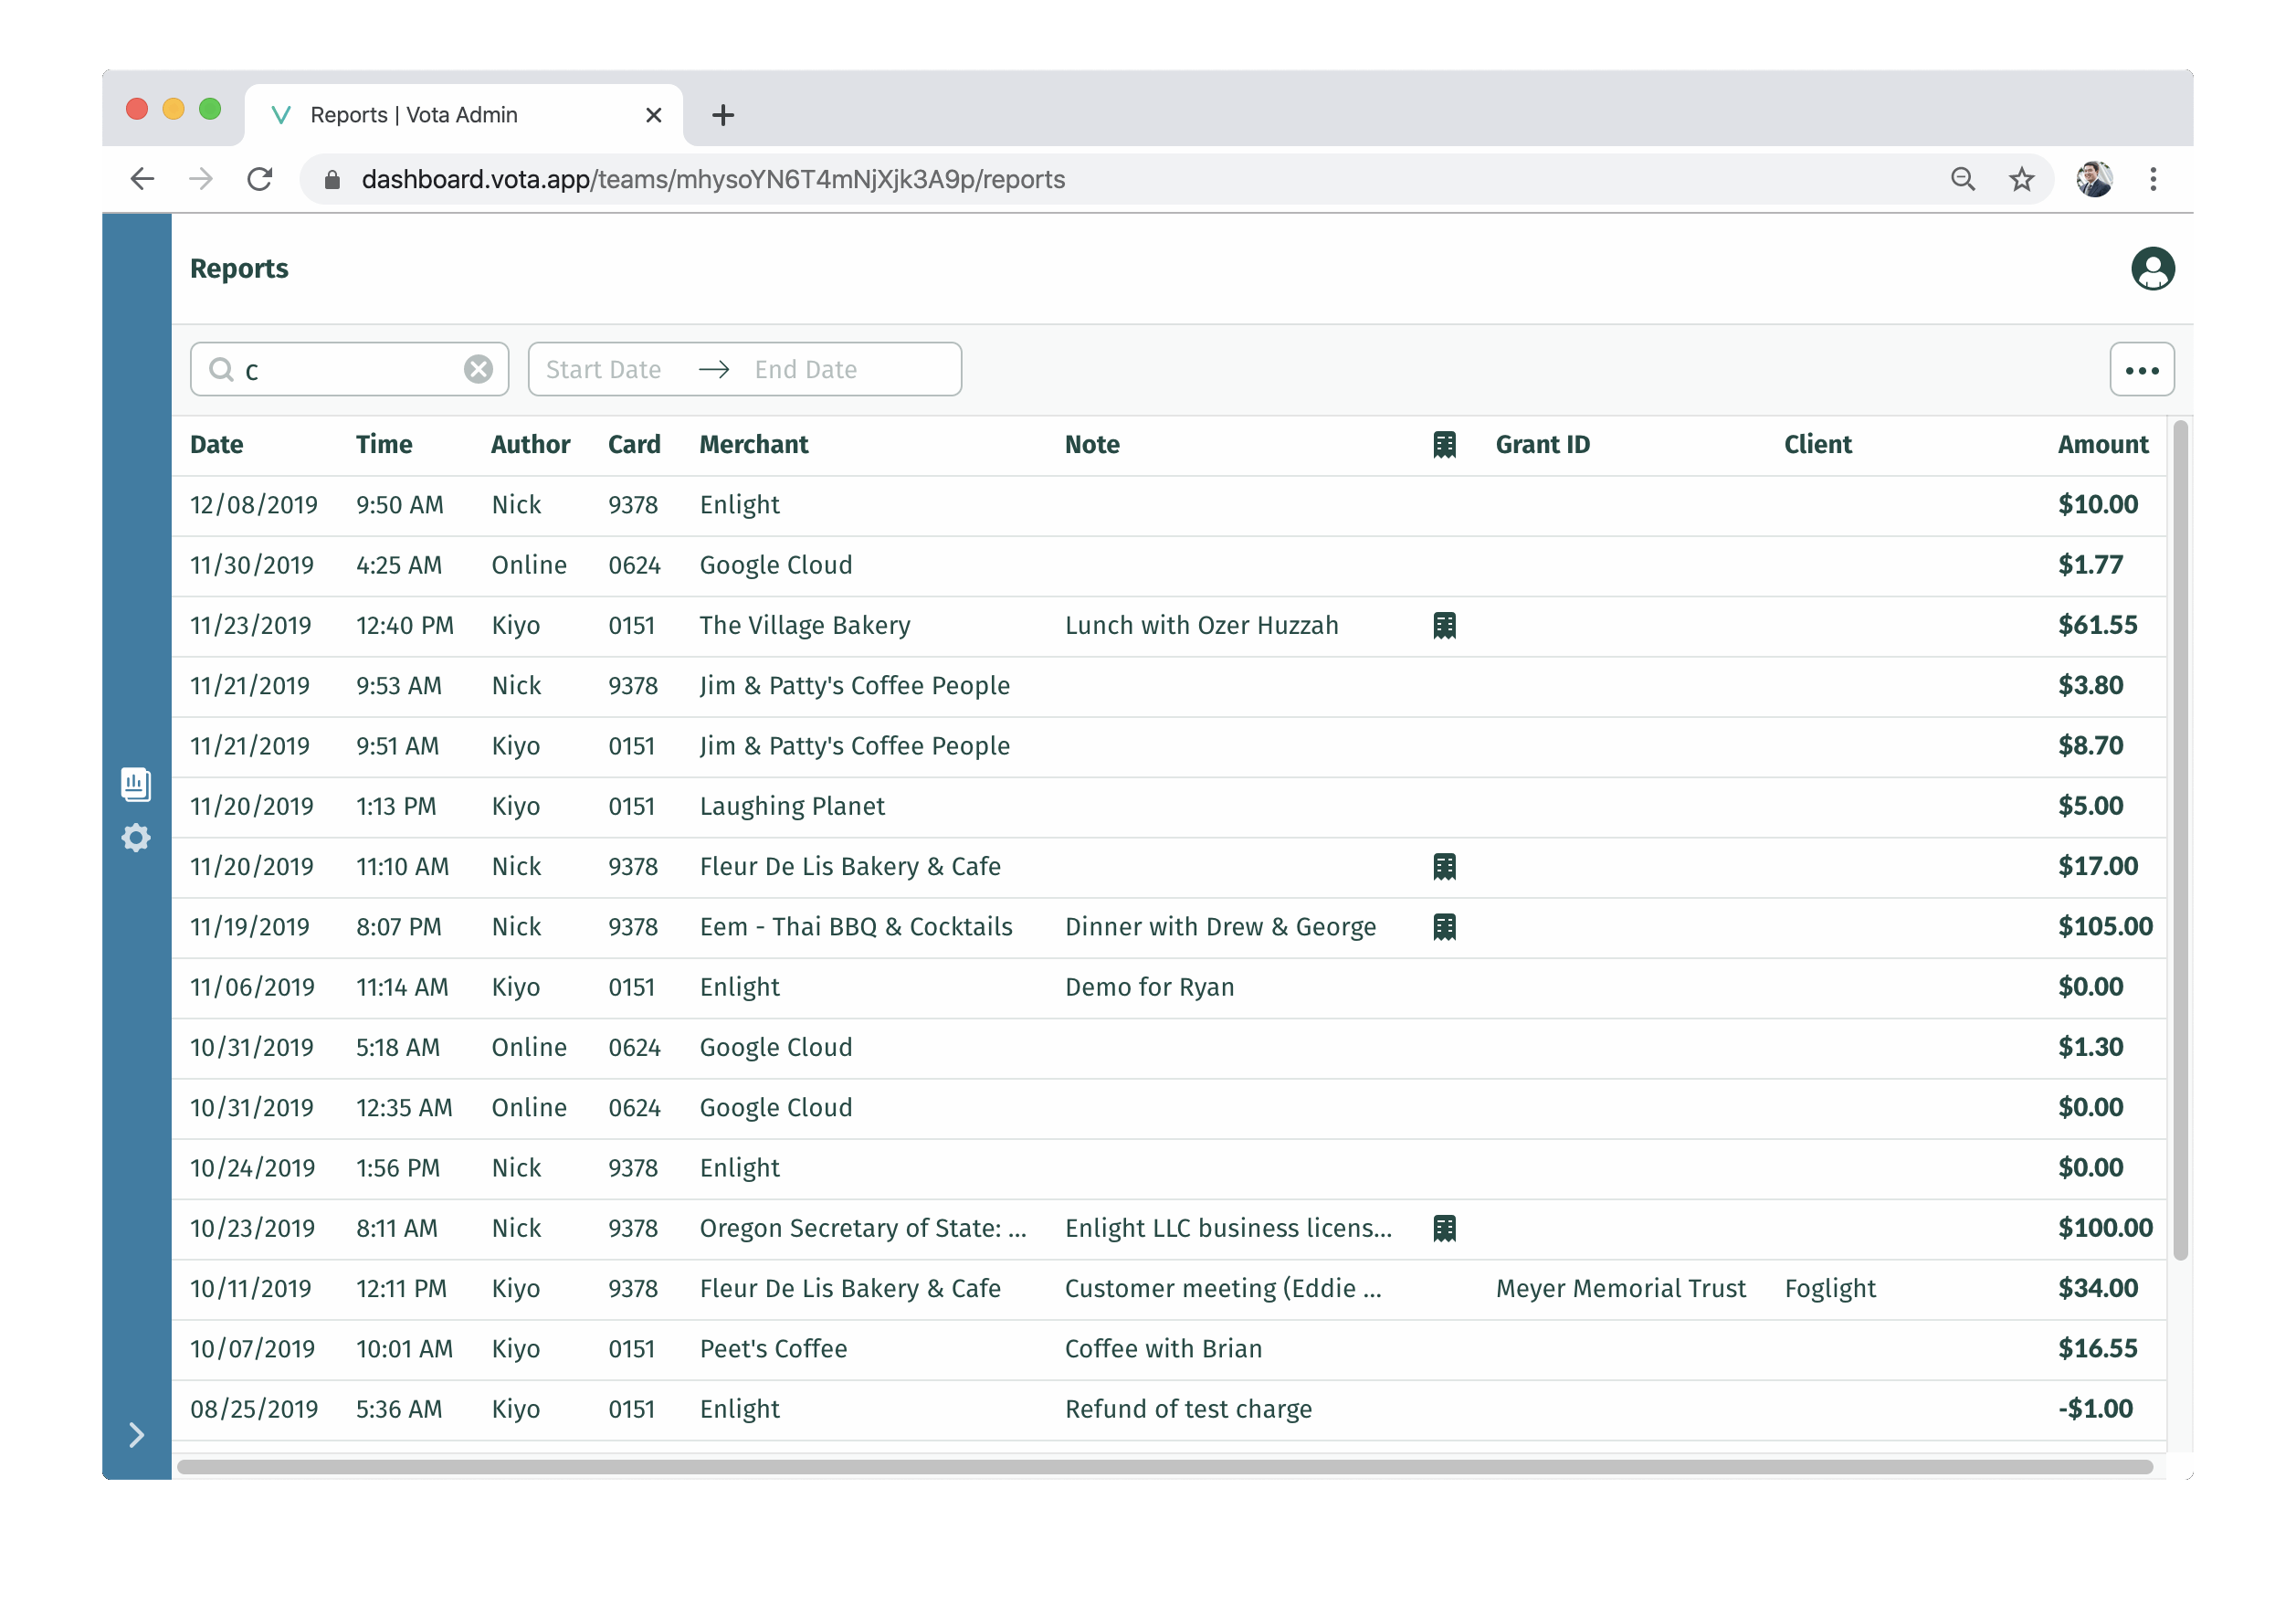 Reports | Vota Admin
dashboard.vota.app/teams/mhysoYN6T4mNjXjk3A9p/reports
Reports
c Start Date End Date
Date Time Author Card Merchant Note Grant ID Client Amount
12/08/2019 9:50 AM Nick 9378 Enlight $10.00
11/30/2019 4:25 AM Online 0624 Google Cloud $1.77
11/23/2019 12:40 PM Kiyo 0151 The Village Bakery Lunch with Ozer Huzzah $61.55
11/21/2019 9:53 AM Nick 9378 Jim & Patty's Coffee People $3.80
11/21/2019 9:51 AM Kiyo 0151 Jim & Patty's Coffee People $8.70
11/20/2019 1:13 PM Kiyo 0151 Laughing Planet $5.00
11/20/2019 11:10 AM Nick 9378 Fleur De Lis Bakery & Cafe $17.00
11/19/2019 8:07 PM Nick 9378 Eem - Thai BBQ & Cocktails Dinner with Drew & George $105.00
11/06/2019 11:14 AM Kiyo 0151 Enlight Demo for Ryan $0.00
10/31/2019 5:18 AM Online 0624 Google Cloud $1.30
10/31/2019 12:35 AM Online 0624 Google Cloud $0.00
10/24/2019 1:56 PM Nick 9378 Enlight $0.00
10/23/2019 8:11 AM Nick 9378 Oregon Secretary of State: ... Enlight LLC business licens... $100.00
10/11/2019 12:11 PM Kiyo 9378 Fleur De Lis Bakery & Cafe Customer meeting (Eddie ... Meyer Memorial Trust Foglight $34.00
10/07/2019 10:01 AM Kiyo 0151 Peet's Coffee Coffee with Brian $16.55
08/25/2019 5:36 AM Kiyo 0151 Enlight Refund of test charge -$1.00